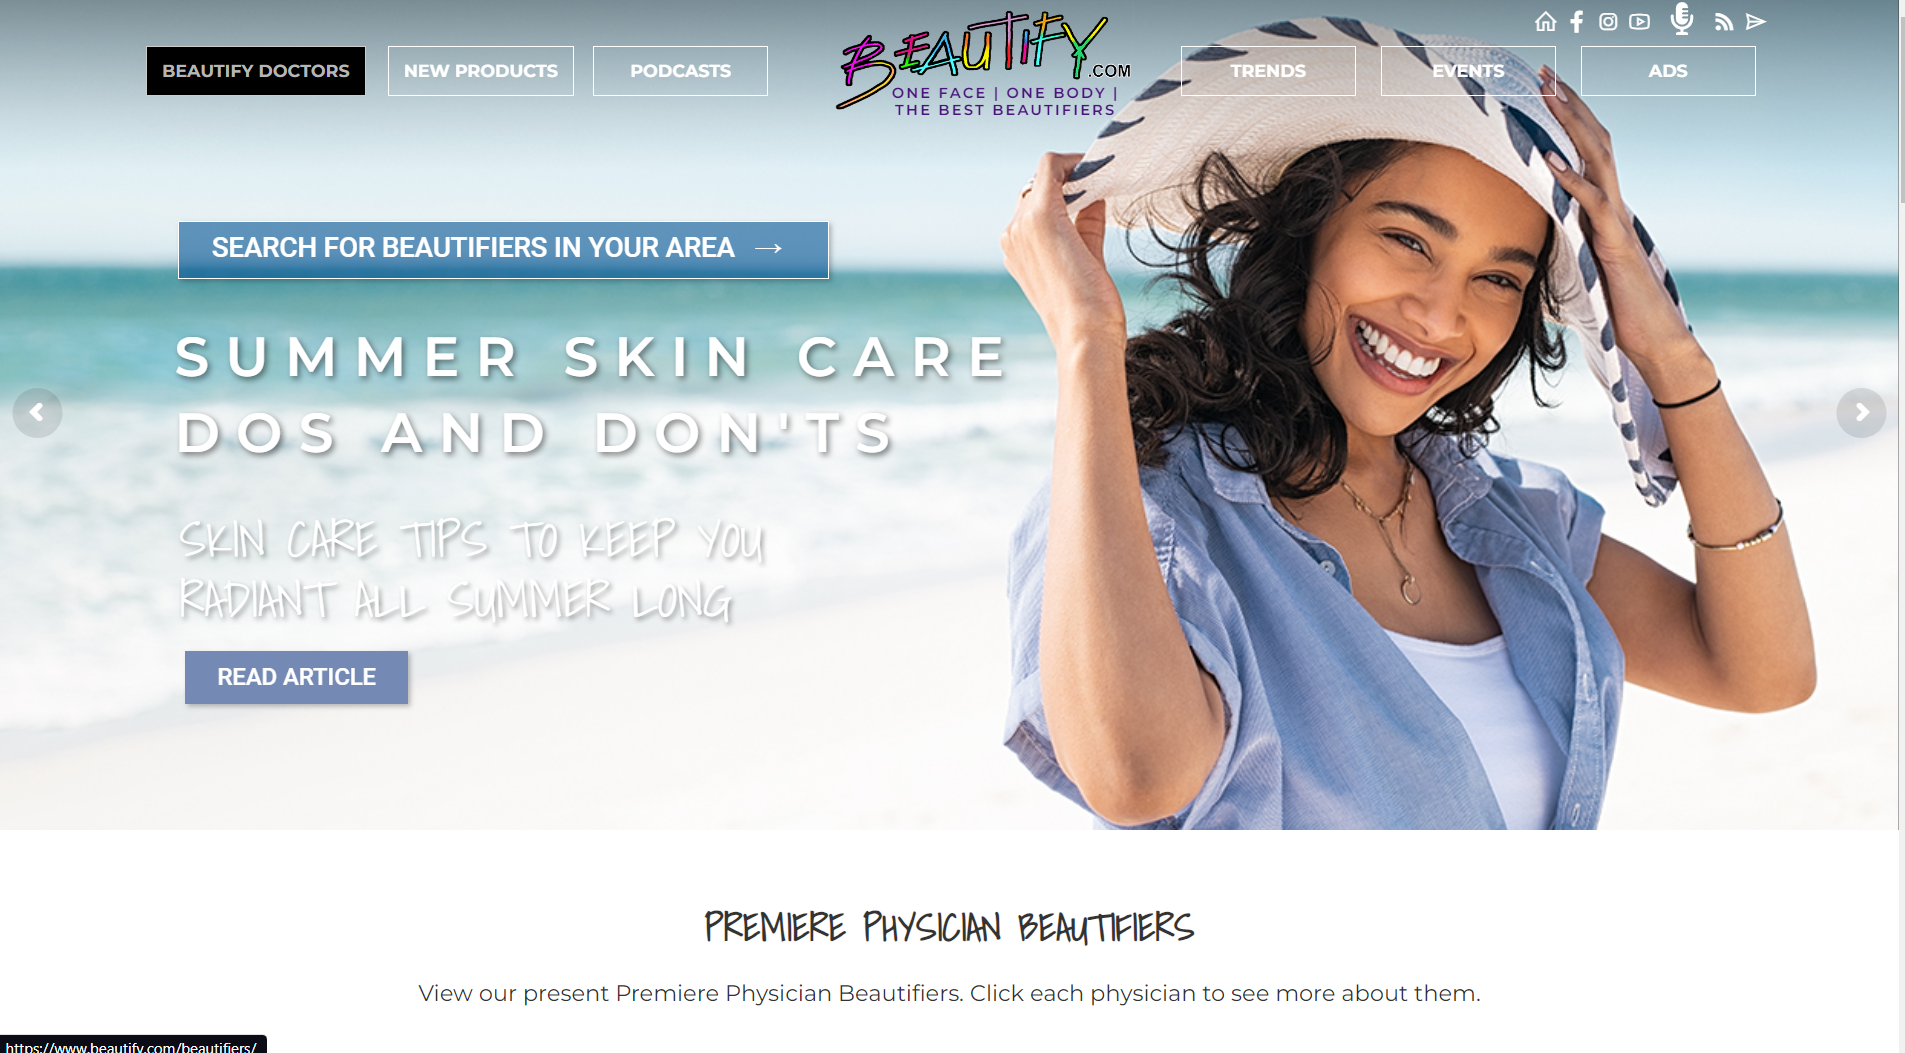 BEAUTIFY DOCTORS
NEW PRODUCTS
PODCASTS
BEAUTIFY.COM
ONE FACE | ONE BODY |
THE BEST BEAUTIFIERS
TRENDS
EVENTS
ADS
SEARCH FOR BEAUTIFIERS IN YOUR AREA →
SUMMER SKIN CARE
DOS AND DON'TS
SKIN CARE TIPS TO KEEP YOU
RADIANT ALL SUMMER LONG
READ ARTICLE
PREMIERE PHYSICIAN BEAUTIFIERS
View our present Premiere Physician Beautifiers. Click each physician to see more about them.
https://www.beautify.com/beautifiers/